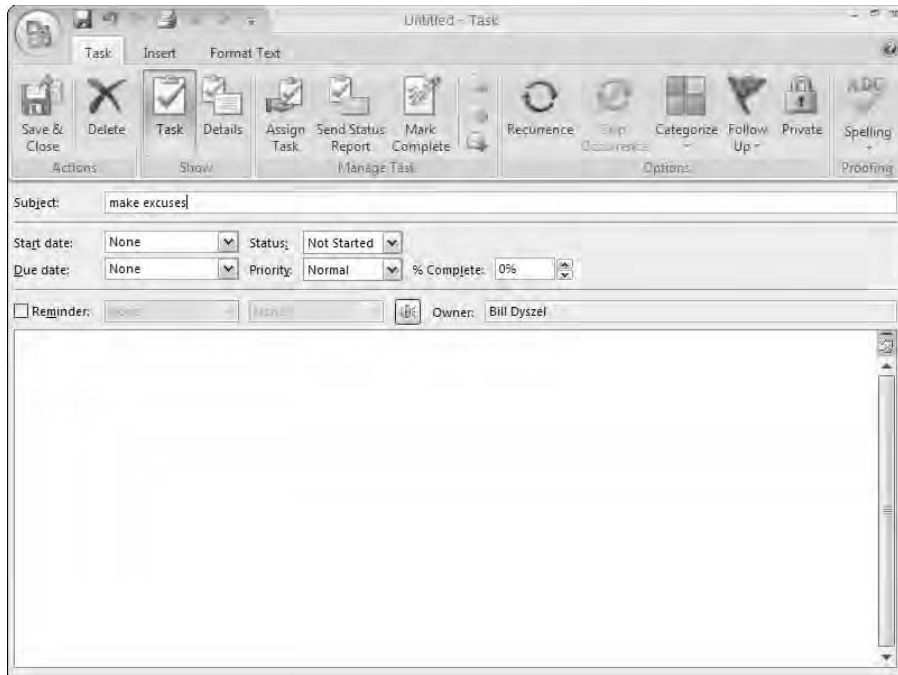 Untitled - Task
Task Insert Format Text
Save & Close Delete Task Details Assign Task Send Status Report Mark Complete Recurrence Skip Occurrence Categorize Follow Up Private ABC Spelling
Actions Show Manage Task Options Proofing
Subject: make excuses
Start date: None Status: Not Started
Due date: None Priority: Normal % Complete: 0%
Reminder: None None Owner: Bill Dyszel